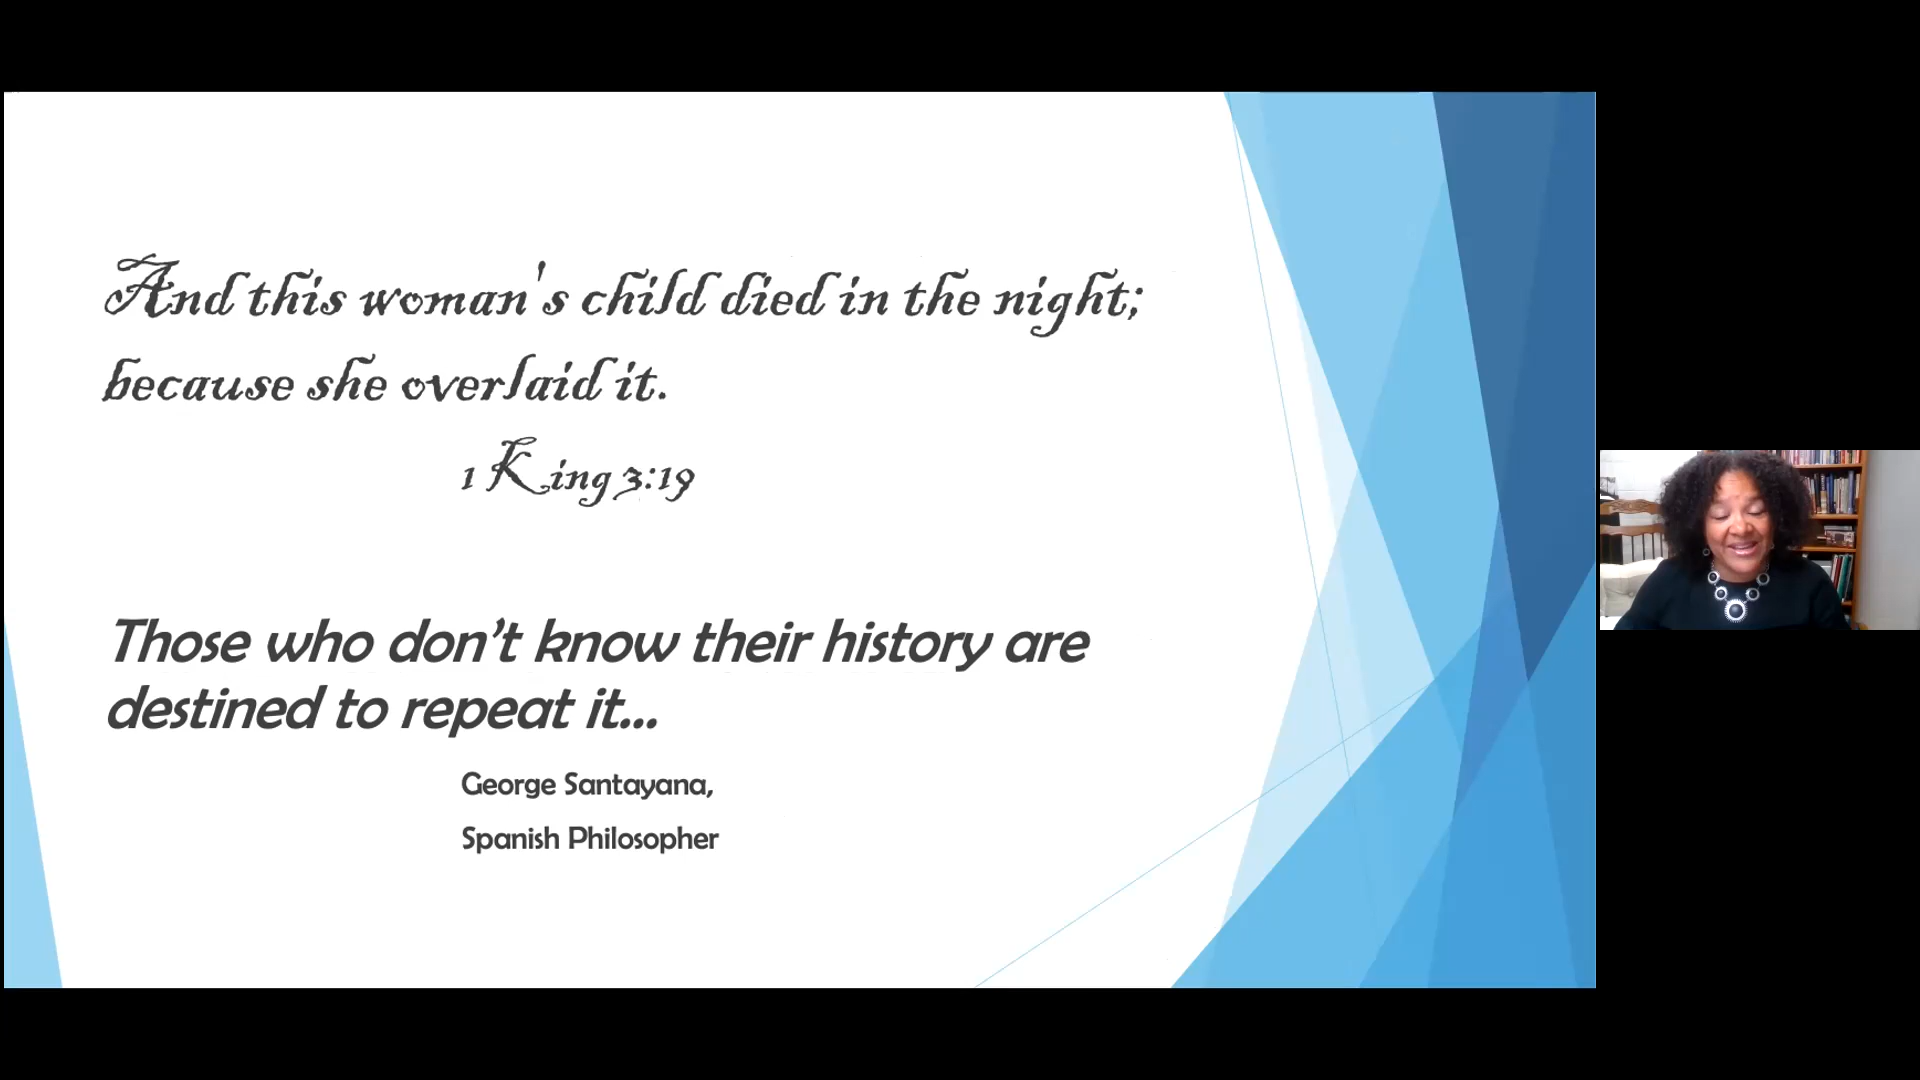 And this woman's child died in the night;
because she overlaid it.
1 King 3:19
Those who don’t know their history are
destined to repeat it...
George Santayana,
Spanish Philosopher